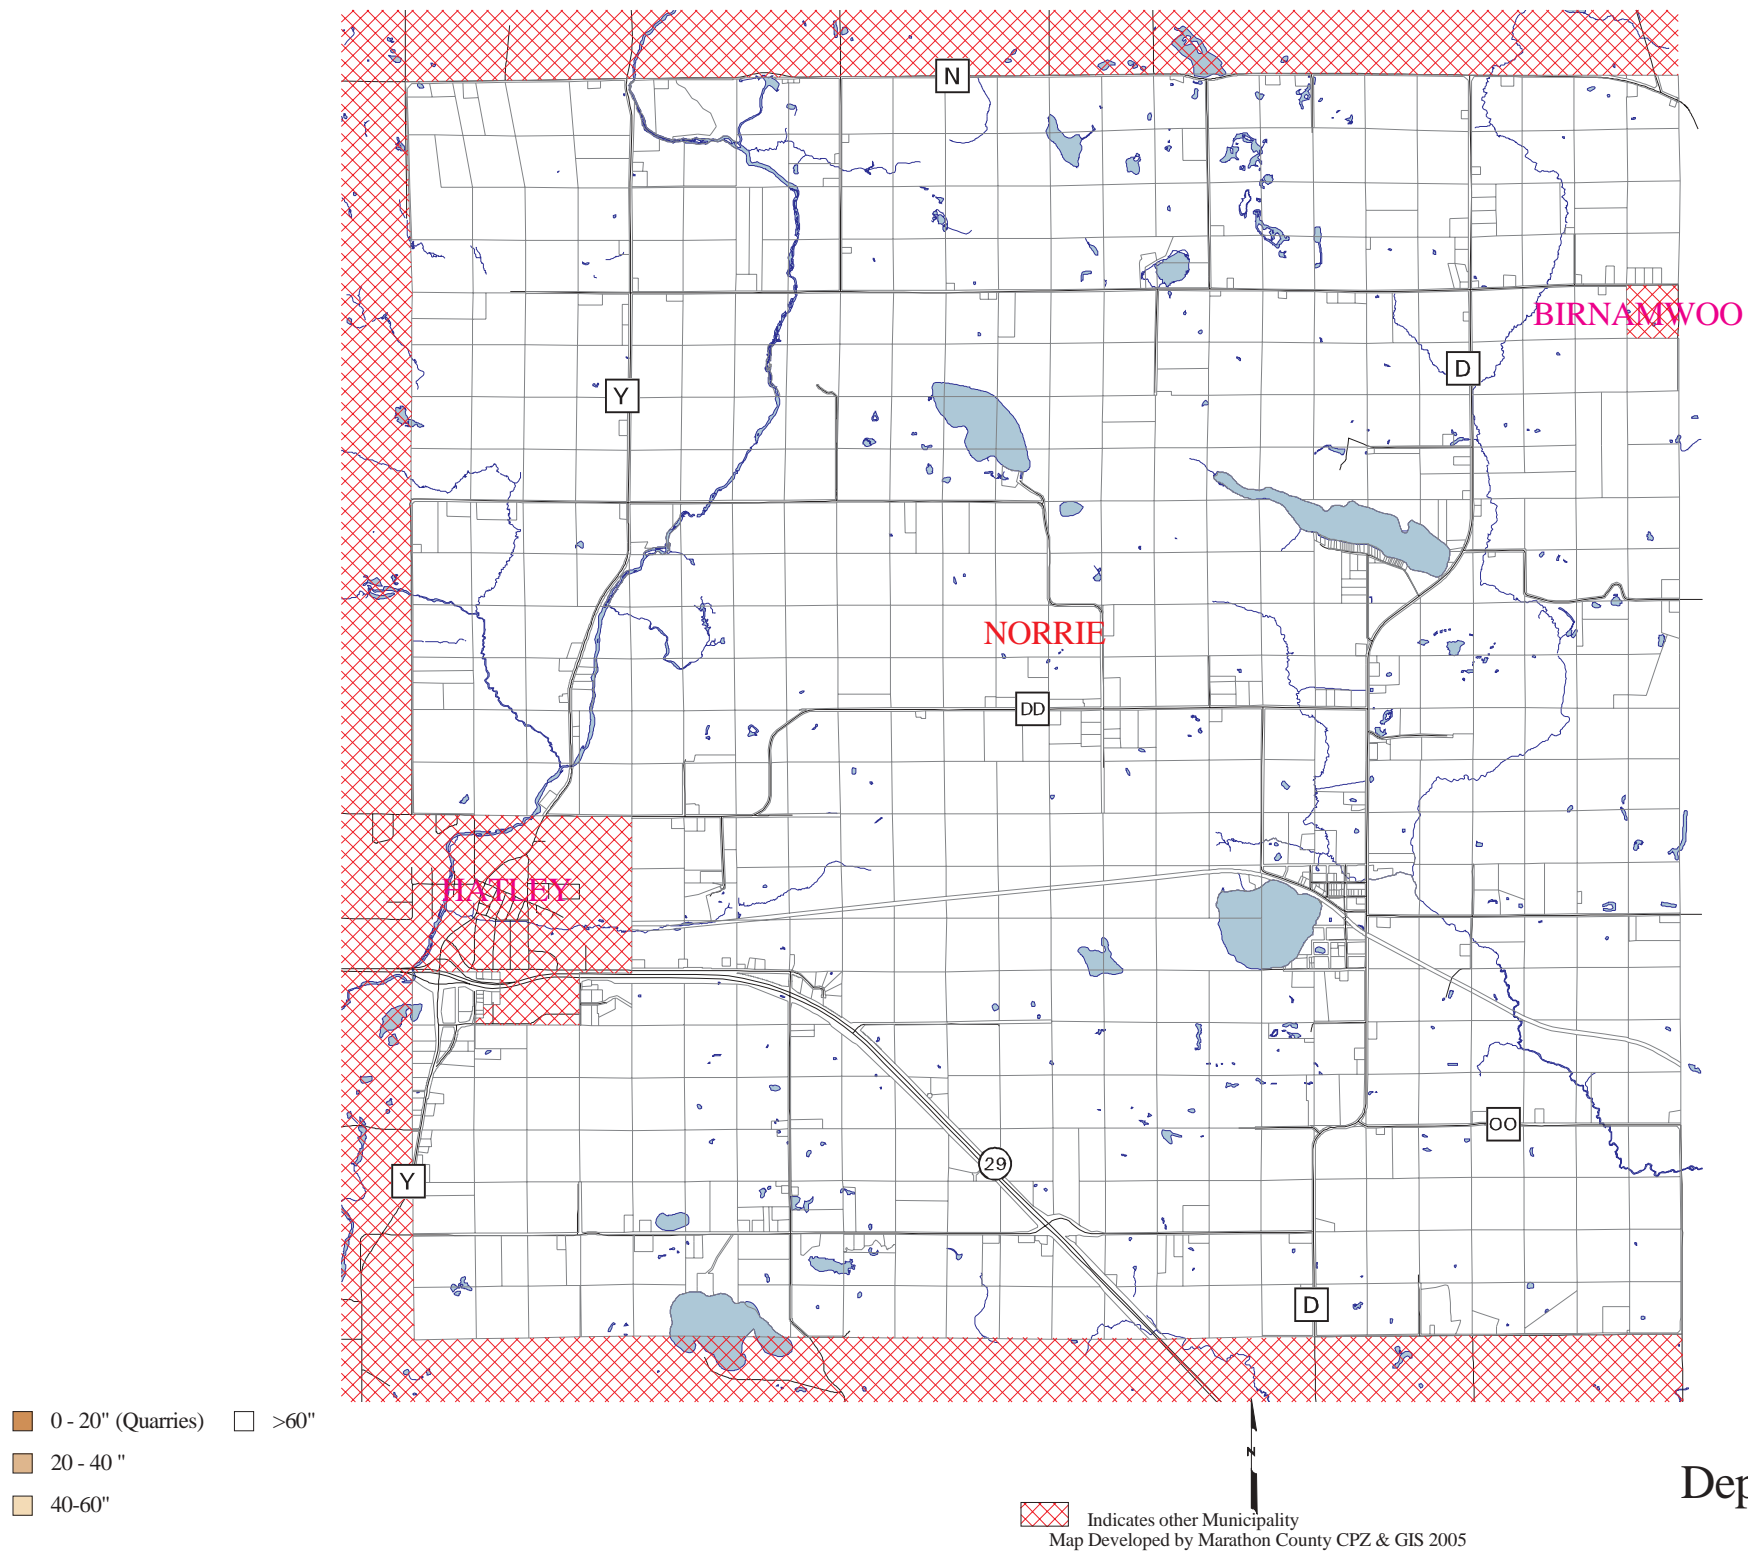 N
BIRNAMWOO
D
Y
NORRIE
DD
HATLEY
OO
29
Y
D
0 - 20" (Quarries)
>60"
20 - 40 "
40-60"
N
Dep
Indicates other Municipality
Map Developed by Marathon County CPZ & GIS 2005